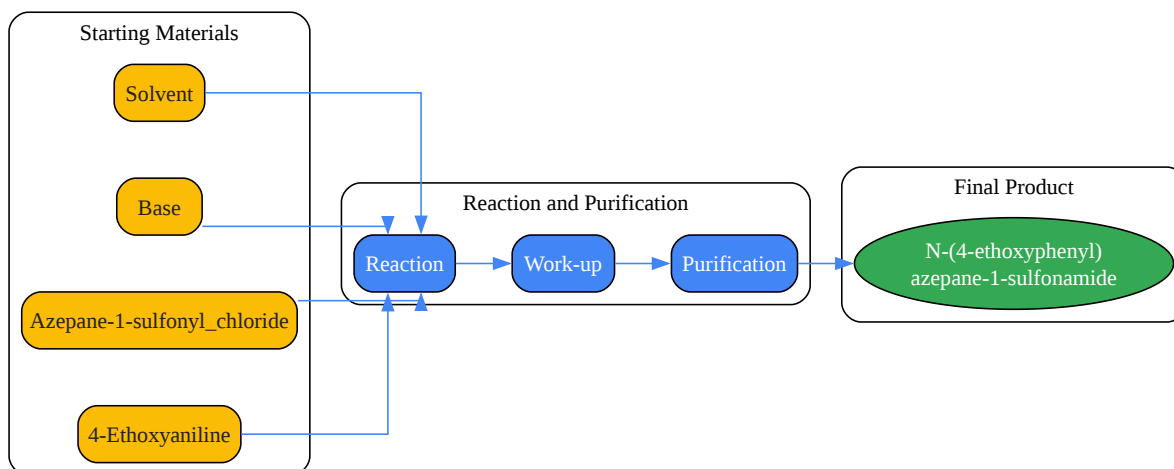 Starting Materials
Solvent
Base
Azepane-1-sulfonyl_chloride
4-Ethoxyaniline
Reaction and Purification
Reaction
Work-up
Purification
Final Product
N-(4-ethoxyphenyl)
azepane-1-sulfonamide